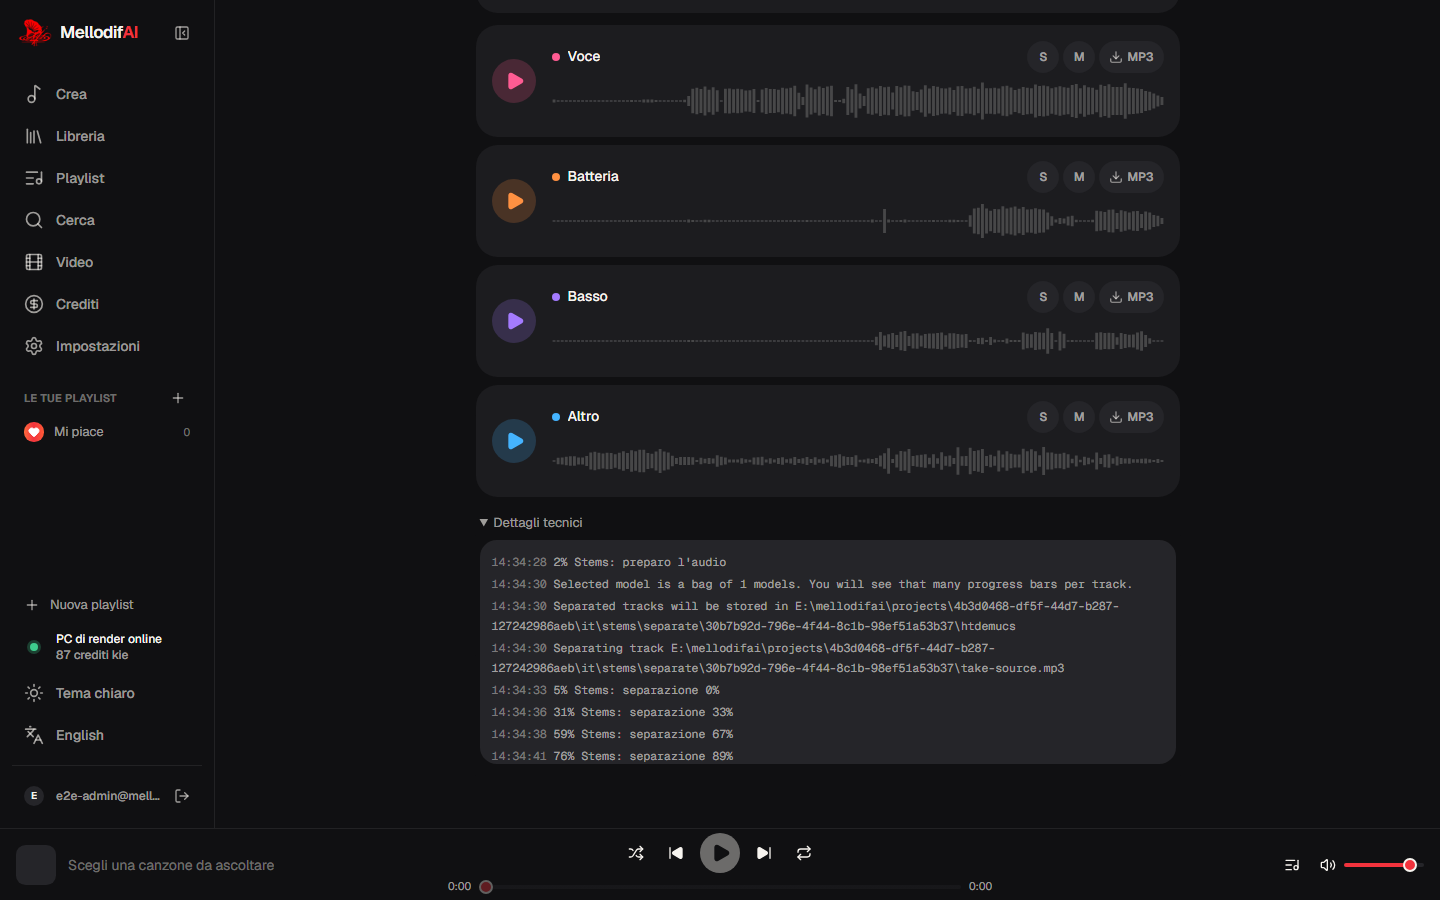 MellodifAI
Crea
Libreria
Playlist
Cerca
Video
Crediti
Impostazioni
LE TUE PLAYLIST
Mi piace
0
Nuova playlist
PC di render online
87 crediti kie
Tema chiaro
English
E
e2e-admin@mell...
Voce
S
M
MP3
Batteria
S
M
MP3
Basso
S
M
MP3
Altro
S
M
MP3
▼ Dettagli tecnici
14:34:28 2% Stems: preparo l'audio
14:34:30 Selected model is a bag of 1 models. You will see that many progress bars per track.
14:34:30 Separated tracks will be stored in E:\mellodifai\projects\4b3d0468-df5f-44d7-b287-
127242986aeb\it\stems\separate\30b7b92d-796e-4f44-8c1b-98ef51a53b37\htdemucs
14:34:30 Separating track E:\mellodifai\projects\4b3d0468-df5f-44d7-b287-
127242986aeb\it\stems\separate\30b7b92d-796e-4f44-8c1b-98ef51a53b37\take-source.mp3
14:34:33 5% Stems: separazione 0%
14:34:36 31% Stems: separazione 33%
14:34:38 59% Stems: separazione 67%
14:34:41 76% Stems: separazione 89%
Scegli una canzone da ascoltare
0:00
0:00